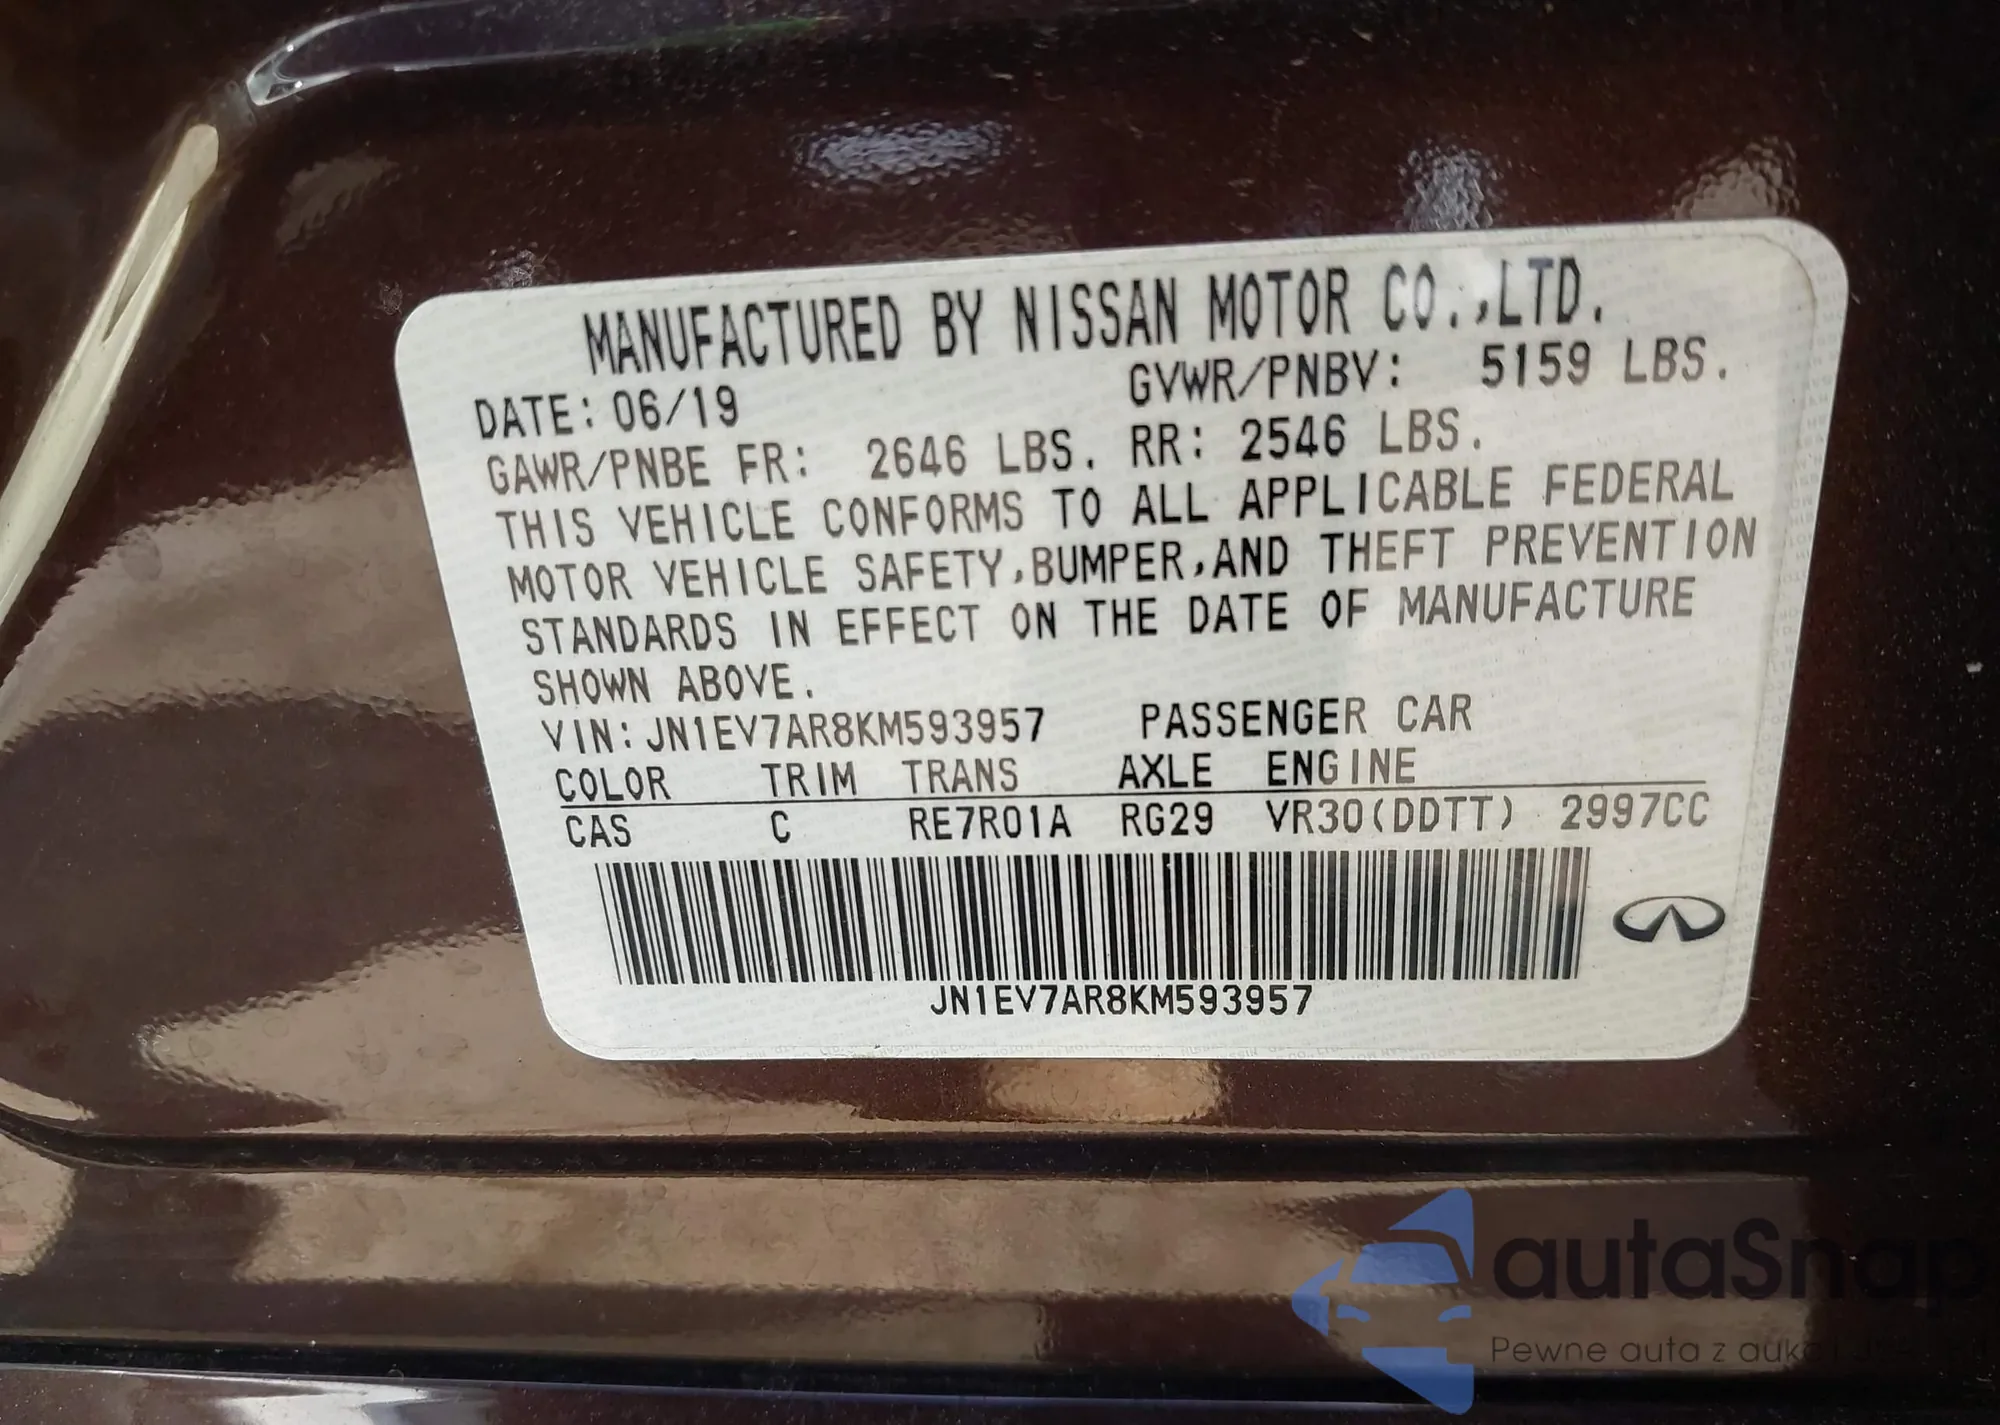 MANUFACTURED BY NISSAN MOTOR CO.,LTD.
DATE: 06/19 GVWR/PNBV: 5159 LBS.
GAWR/PNBE FR: 2646 LBS. RR: 2546 LBS.
THIS VEHICLE CONFORMS TO ALL APPLICABLE FEDERAL
MOTOR VEHICLE SAFETY,BUMPER,AND THEFT PREVENTION
STANDARDS IN EFFECT ON THE DATE OF MANUFACTURE
SHOWN ABOVE.
VIN:JN1EV7AR8KM593957 PASSENGER CAR
COLOR TRIM TRANS AXLE ENGINE
CAS C RE7R01A RG29 VR30(DDTT) 2997CC
JN1EV7AR8KM593957
autaSnap
Pewne auta z